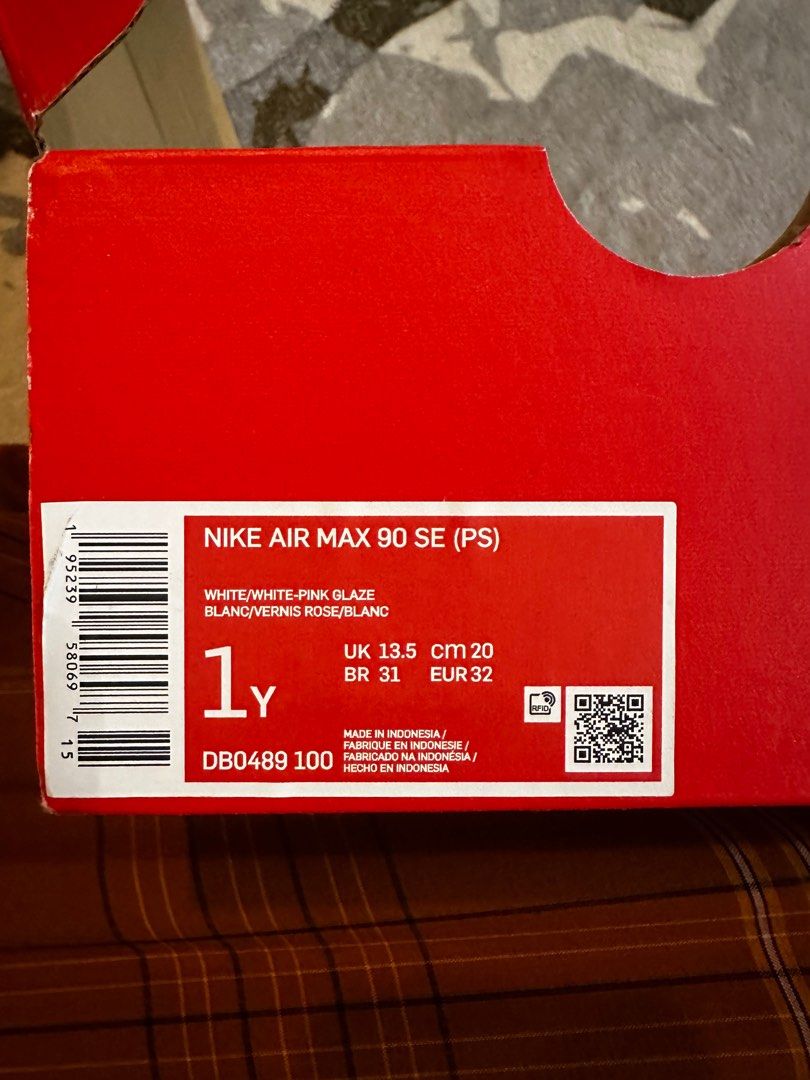 NIKE AIR MAX 90 SE (PS)
WHITE/WHITE-PINK GLAZE
BLANC/VERNIS ROSE/BLANC
1Y
UK 13.5 cm 20
BR 31 EUR 32
DB0489 100
MADE IN INDONESIA /
FABRIQUE EN INDONESIE /
FABRICADO NA INDONÉSIA /
HECHO EN INDONESIA
RFID
1 95239 58069 7 15